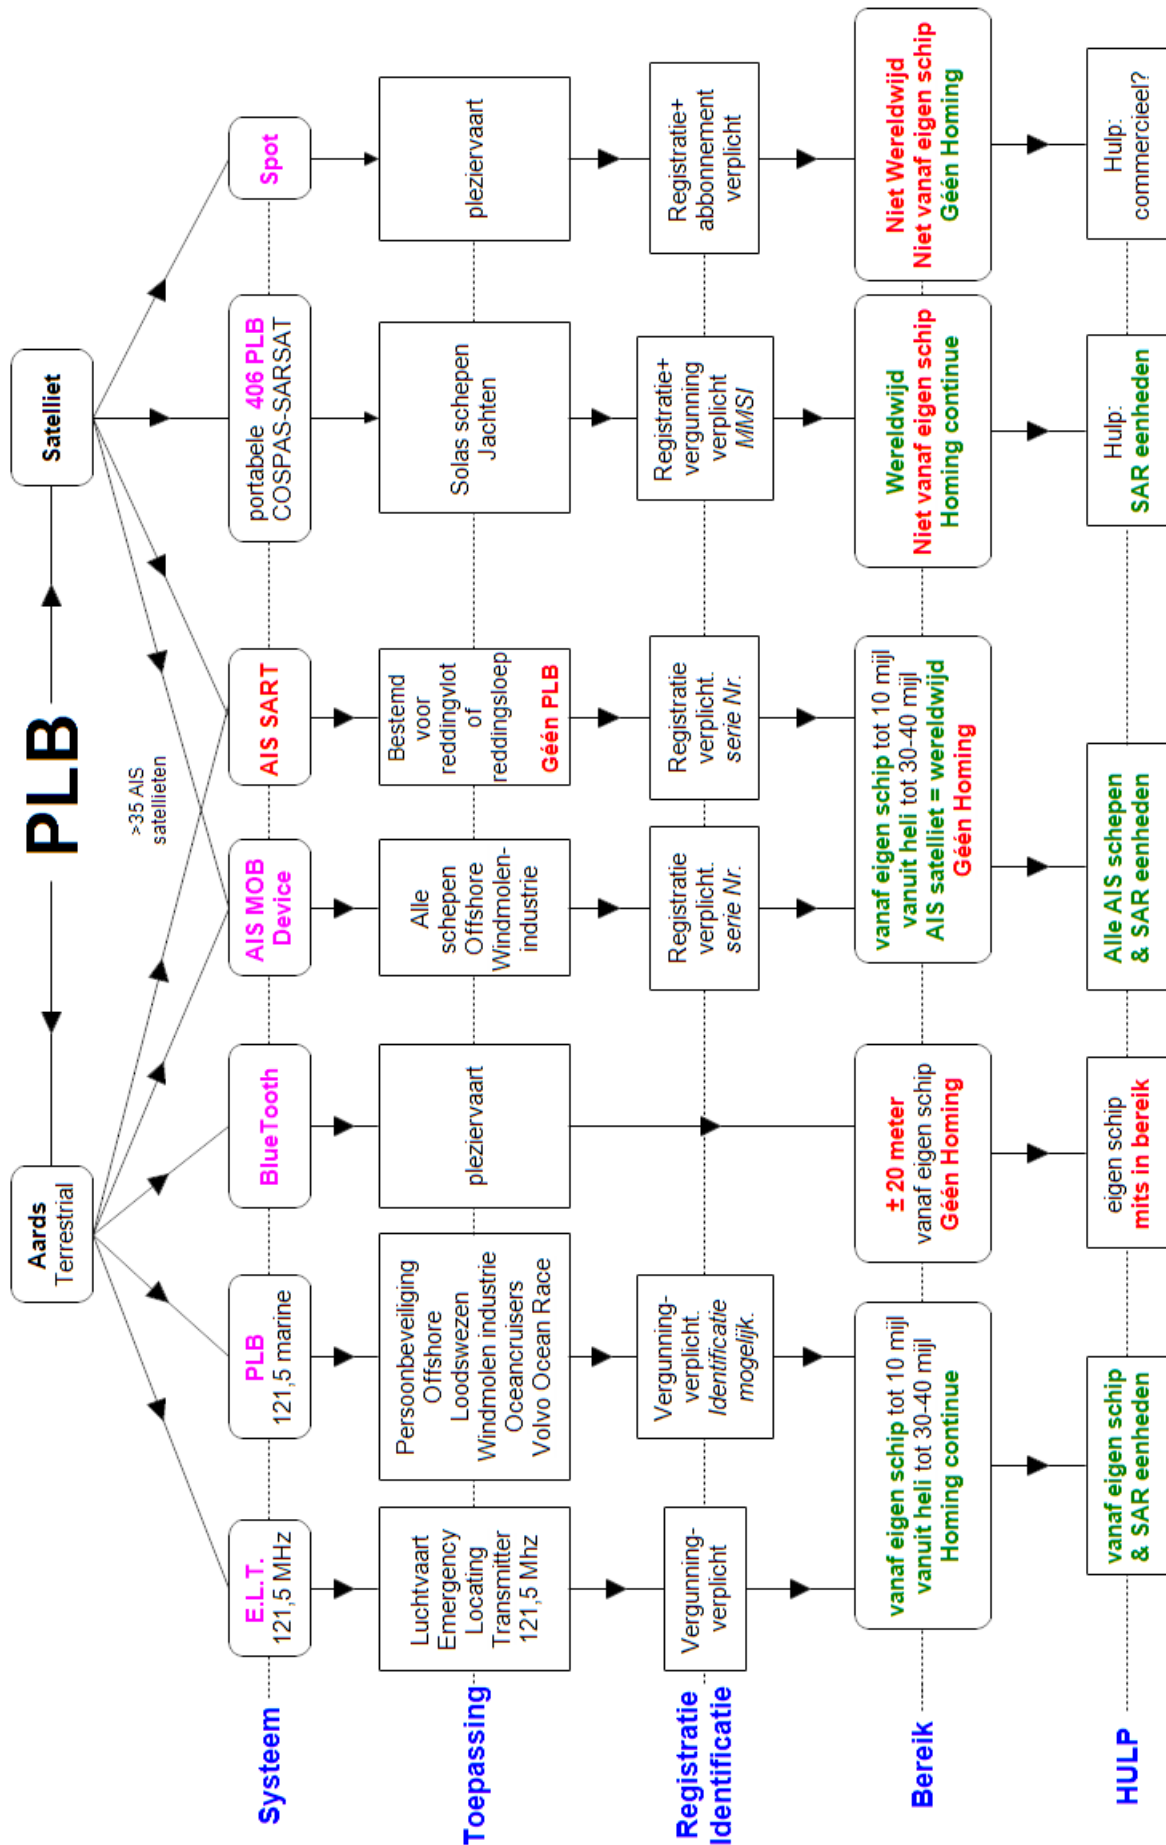 PLB
Aards
Terrestrial
Satelliet
>35 AIS
satellieten
Systeem
E.L.T.
121,5 MHz
PLB
121,5 marine
BlueTooth
AIS MOB
Device
AIS SART
portabele 406 PLB
COSPAS-SARSAT
Spot
Toepassing
Luchtvaart
Emergency
Locating
Transmitter
121,5 Mhz
Persoonbeveiliging
Offshore
Loodswezen
Windmolen industrie
Oceancruisers
Volvo Ocean Race
pleziervaart
Alle
schepen
Offshore
Windmolen-
industrie
Bestemd
voor
reddingvlot
of
reddingsloep
Géén PLB
Solas schepen
Jachten
pleziervaart
Registratie
Identificatie
Vergunning-
verplicht
Vergunning-
verplicht.
Identificatie
mogelijk.
Registratie
verplicht.
serie Nr.
Registratie
verplicht.
serie Nr.
Registratie+
vergunning
verplicht
MMSI
Registratie+
abbonnement
verplicht
Bereik
vanaf eigen schip tot 10 mijl
vanuit heli tot 30-40 mijl
Homing continue
± 20 meter
vanaf eigen schip
Géén Homing
vanaf eigen schip tot 10 mijl
vanuit heli tot 30-40 mijl
AIS satelliet = wereldwijd
Géén Homing
Wereldwijd
Niet vanaf eigen schip
Homing continue
Niet Wereldwijd
Niet vanaf eigen schip
Géén Homing
HULP
vanaf eigen schip
& SAR eenheden
eigen schip
mits in bereik
Alle AIS schepen
& SAR eenheden
Hulp:
SAR eenheden
Hulp:
commercieel?